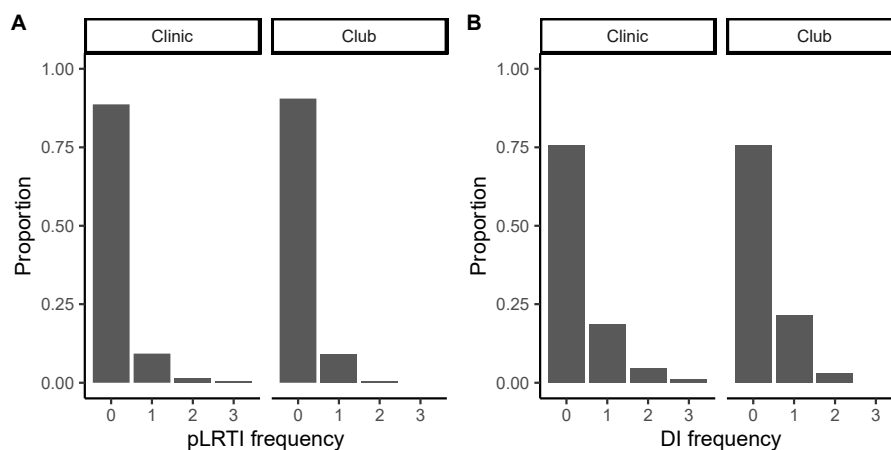 A
Clinic
Club
Proportion
1.00
0.75
0.50
0.25
0.00
0 1 2 3
0 1 2 3
pLRTI frequency
B
Clinic
Club
Proportion
1.00
0.75
0.50
0.25
0.00
0 1 2 3
0 1 2 3
DI frequency